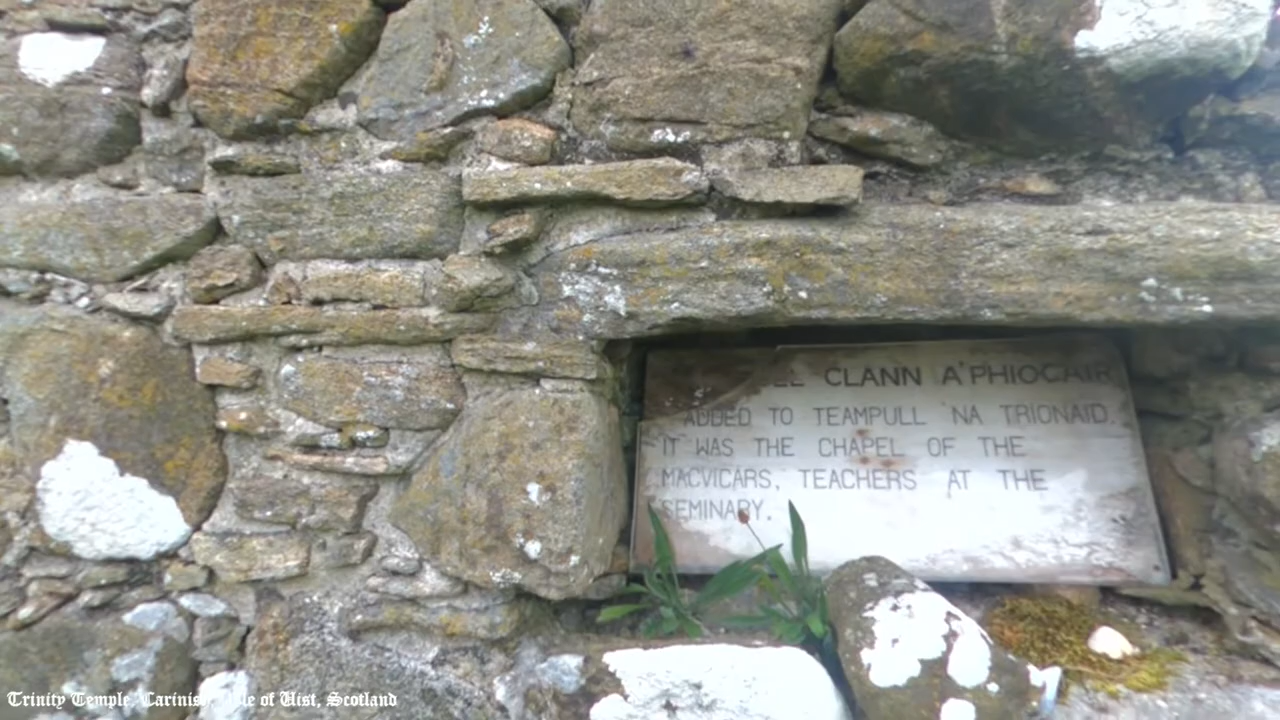 CLANN A'PHIOCAIR
ADDED TO TEAMPULL NA TRIONAID.
IT WAS THE CHAPEL OF THE
MACVICARS, TEACHERS AT THE
SEMINARY.
Trinity Temple, Carinish, Isle of Uist, Scotland